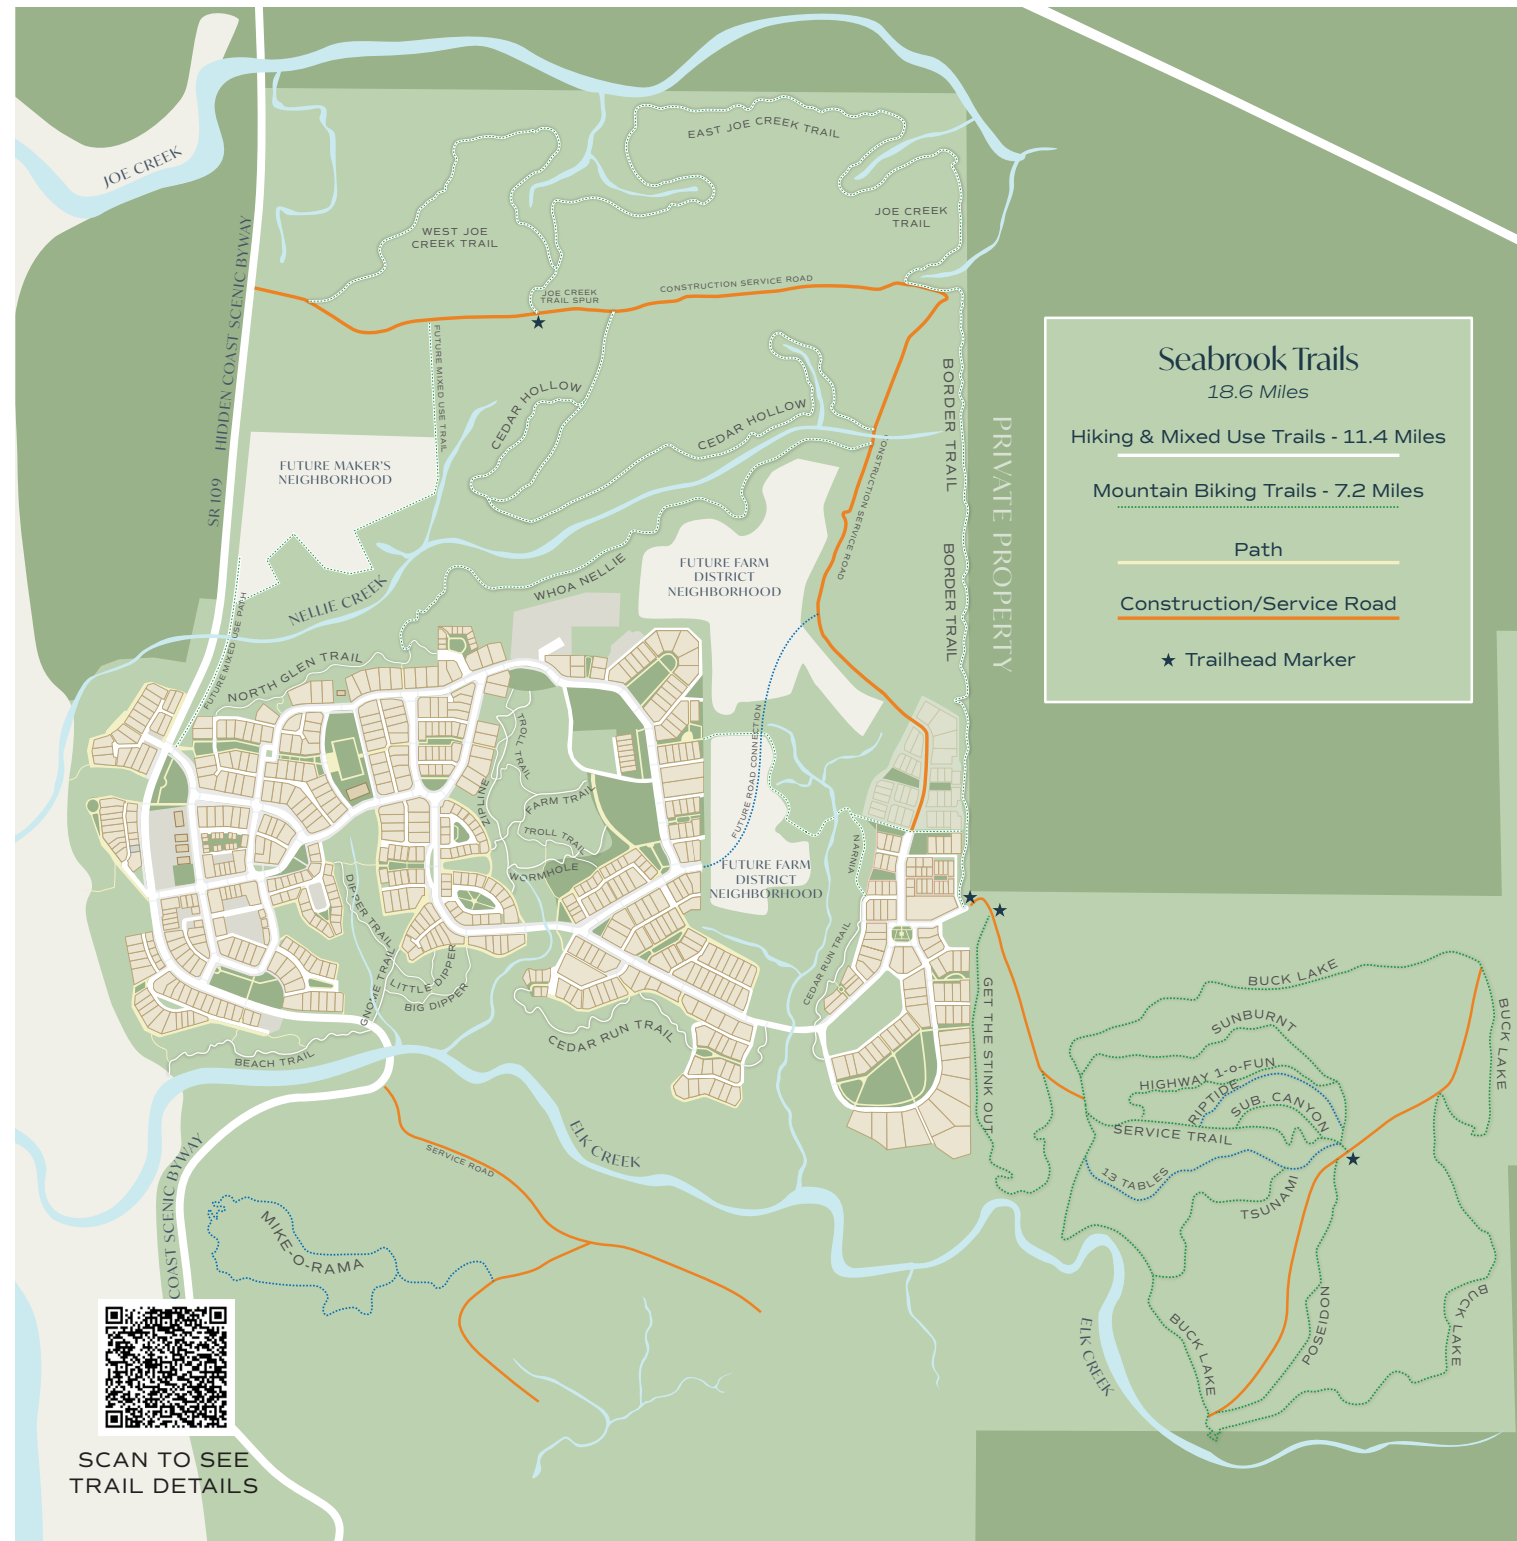 JOE CREEK
EAST JOE CREEK TRAIL
JOE CREEK
TRAIL
WEST JOE
CREEK TRAIL
HIDDEN COAST SCENIC BYWAY
SR 109
JOE CREEK
TRAIL SPUR
CONSTRUCTION SERVICE ROAD
FUTURE MIXED USE TRAIL
CEDAR HOLLOW
CEDAR HOLLOW
BORDER TRAIL
BORDER TRAIL
PRIVATE PROPERTY
CONSTRUCTION SERVICE ROAD
FUTURE MAKER'S
NEIGHBORHOOD
Seabrook Trails
18.6 Miles
Hiking & Mixed Use Trails - 11.4 Miles
Mountain Biking Trails - 7.2 Miles
Path
Construction/Service Road
Trailhead Marker
FUTURE FARM
DISTRICT
NEIGHBORHOOD
WHOA NELLIE
NELLIE CREEK
FUTURE MIXED USE PATH
NORTH GLEN TRAIL
TROLL TRAIL
ZIPLINE
FARM TRAIL
TROLL TRAIL
WORMHOLE
FUTURE ROAD CONNECTION
FUTURE FARM
DISTRICT
NEIGHBORHOOD
NARNIA
CEDAR RUN TRAIL
DIPPER TRAIL
GNOME TRAIL
LITTLE DIPPER
BIG DIPPER
CEDAR RUN TRAIL
BEACH TRAIL
GET THE STINK OUT
BUCK LAKE
BUCK LAKE
SUNBURNT
HIGHWAY 1-o-FUN
RIPTIDE
SUB. CANYON
SERVICE TRAIL
13 TABLES
TSUNAMI
POSEIDON
BUCK LAKE
BUCK LAKE
ELK CREEK
ELK CREEK
SERVICE ROAD
MIKE-O-RAMA
COAST SCENIC BYWAY
SCAN TO SEE
TRAIL DETAILS